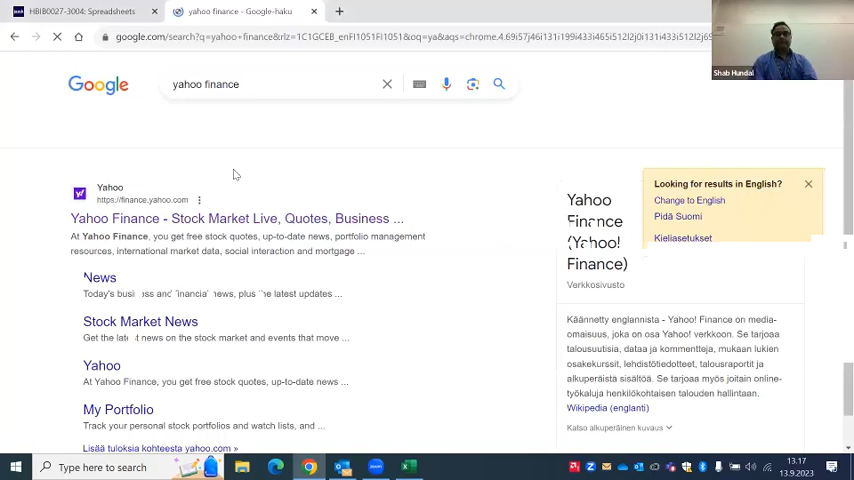 HBIB0027-3004: Spreadsheets
yahoo finance - Google-haku
google.com/search?q=yahoo+finance&rlz=1C1GCEB_enFI1051FI1051&oq=ya&aqs=chrome.4.69i57j46i131i199i433i465i512l2j0i131i433i512l2j69
Shab Hundal
Google
yahoo finance
Yahoo
https://finance.yahoo.com
Yahoo Finance - Stock Market Live, Quotes, Business ...
At Yahoo Finance, you get free stock quotes, up-to-date news, portfolio management
resources, international market data, social interaction and mortgage ...
News
Today's business and financial news, plus the latest updates ...
Stock Market News
Get the latest news on the stock market and events that move ...
Yahoo
At Yahoo Finance, you get free stock quotes, up-to-date news ...
My Portfolio
Track your personal stock portfolios and watch lists, and ...
Lisää tuloksia kohteesta yahoo.com »
Looking for results in English?
Change to English
Pidä Suomi
Kieliasetukset
Yahoo
Finance
(Yahoo!
Finance)
Verkkosivusto
Käännetty englannista - Yahoo! Finance on media-
omaisuus, joka on osa Yahoo! verkkoon. Se tarjoaa
talousuutisia, dataa ja kommentteja, mukaan lukien
osakekurssit, lehdistötiedotteet, talousraportit ja
alkuperäistä sisältöä. Se tarjoaa myös joitain online-
työkaluja henkilökohtaisen talouden hallintaan.
Wikipedia (englanti)
Katso alkuperäinen kuvaus
Type here to search
13.17
13.9.2023